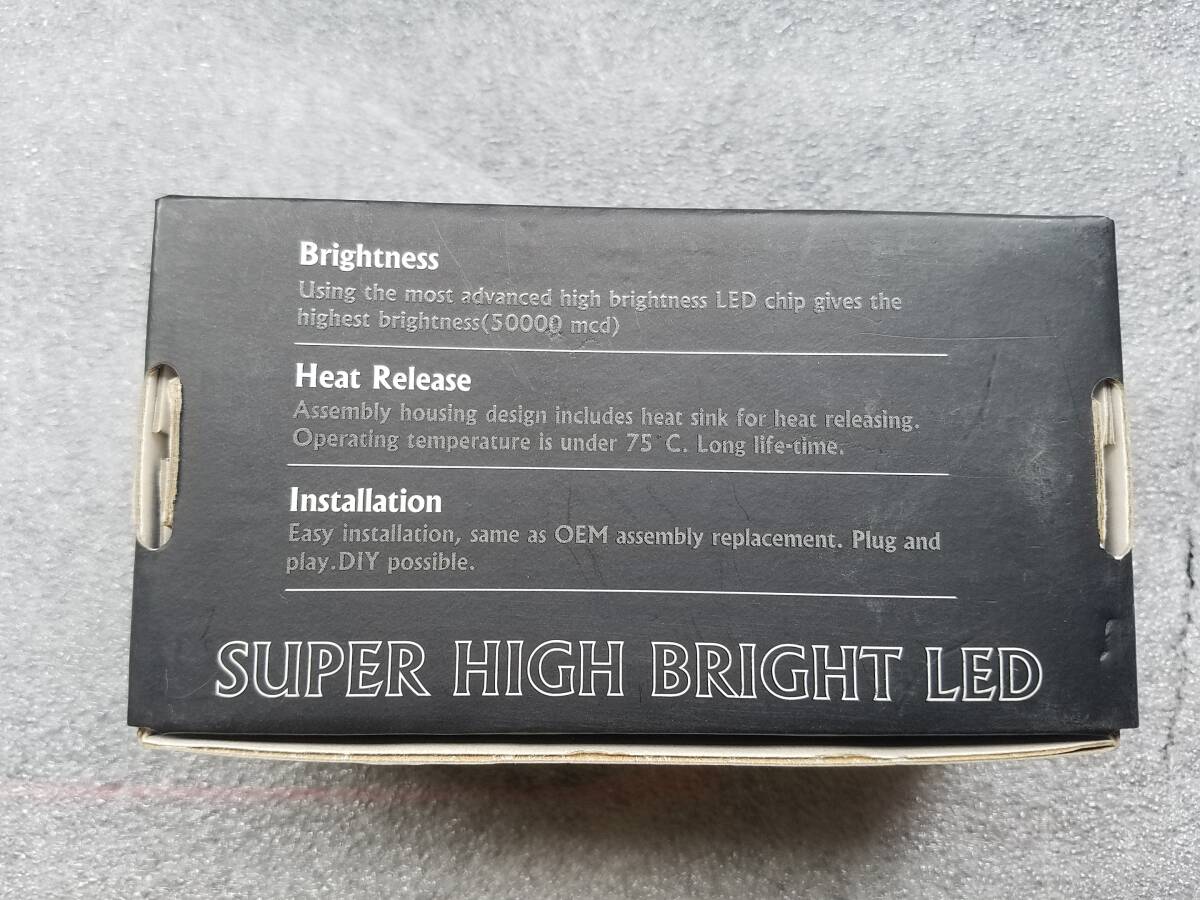 Brightness
Using the most advanced high brightness LED chip gives the
highest brightness(50000 mcd)
Heat Release
Assembly housing design includes heat sink for heat releasing.
Operating temperature is under 75°C. Long life-time.
Installation
Easy installation, same as OEM assembly replacement. Plug and
play.DIY possible.
SUPER HIGH BRIGHT LED